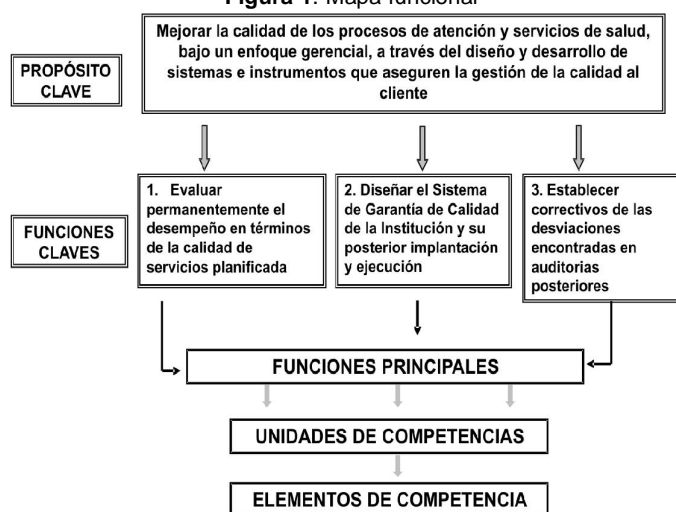 Figura 1. Mapa funcional
Mejorar la calidad de los procesos de atención y servicios de salud,
bajo un enfoque gerencial, a través del diseño y desarrollo de
sistemas e instrumentos que aseguren la gestión de la calidad al
cliente
PROPÓSITO
CLAVE
1. Evaluar
permanentemente el
desempeño en términos
de la calidad de
servicios planificada
2. Diseñar el Sistema
de Garantía de Calidad
de la Institución y su
posterior implantación
y ejecución
3. Establecer
correctivos de las
desviaciones
encontradas en
auditorias
posteriores
FUNCIONES
CLAVES
FUNCIONES PRINCIPALES
UNIDADES DE COMPETENCIAS
ELEMENTOS DE COMPETENCIA